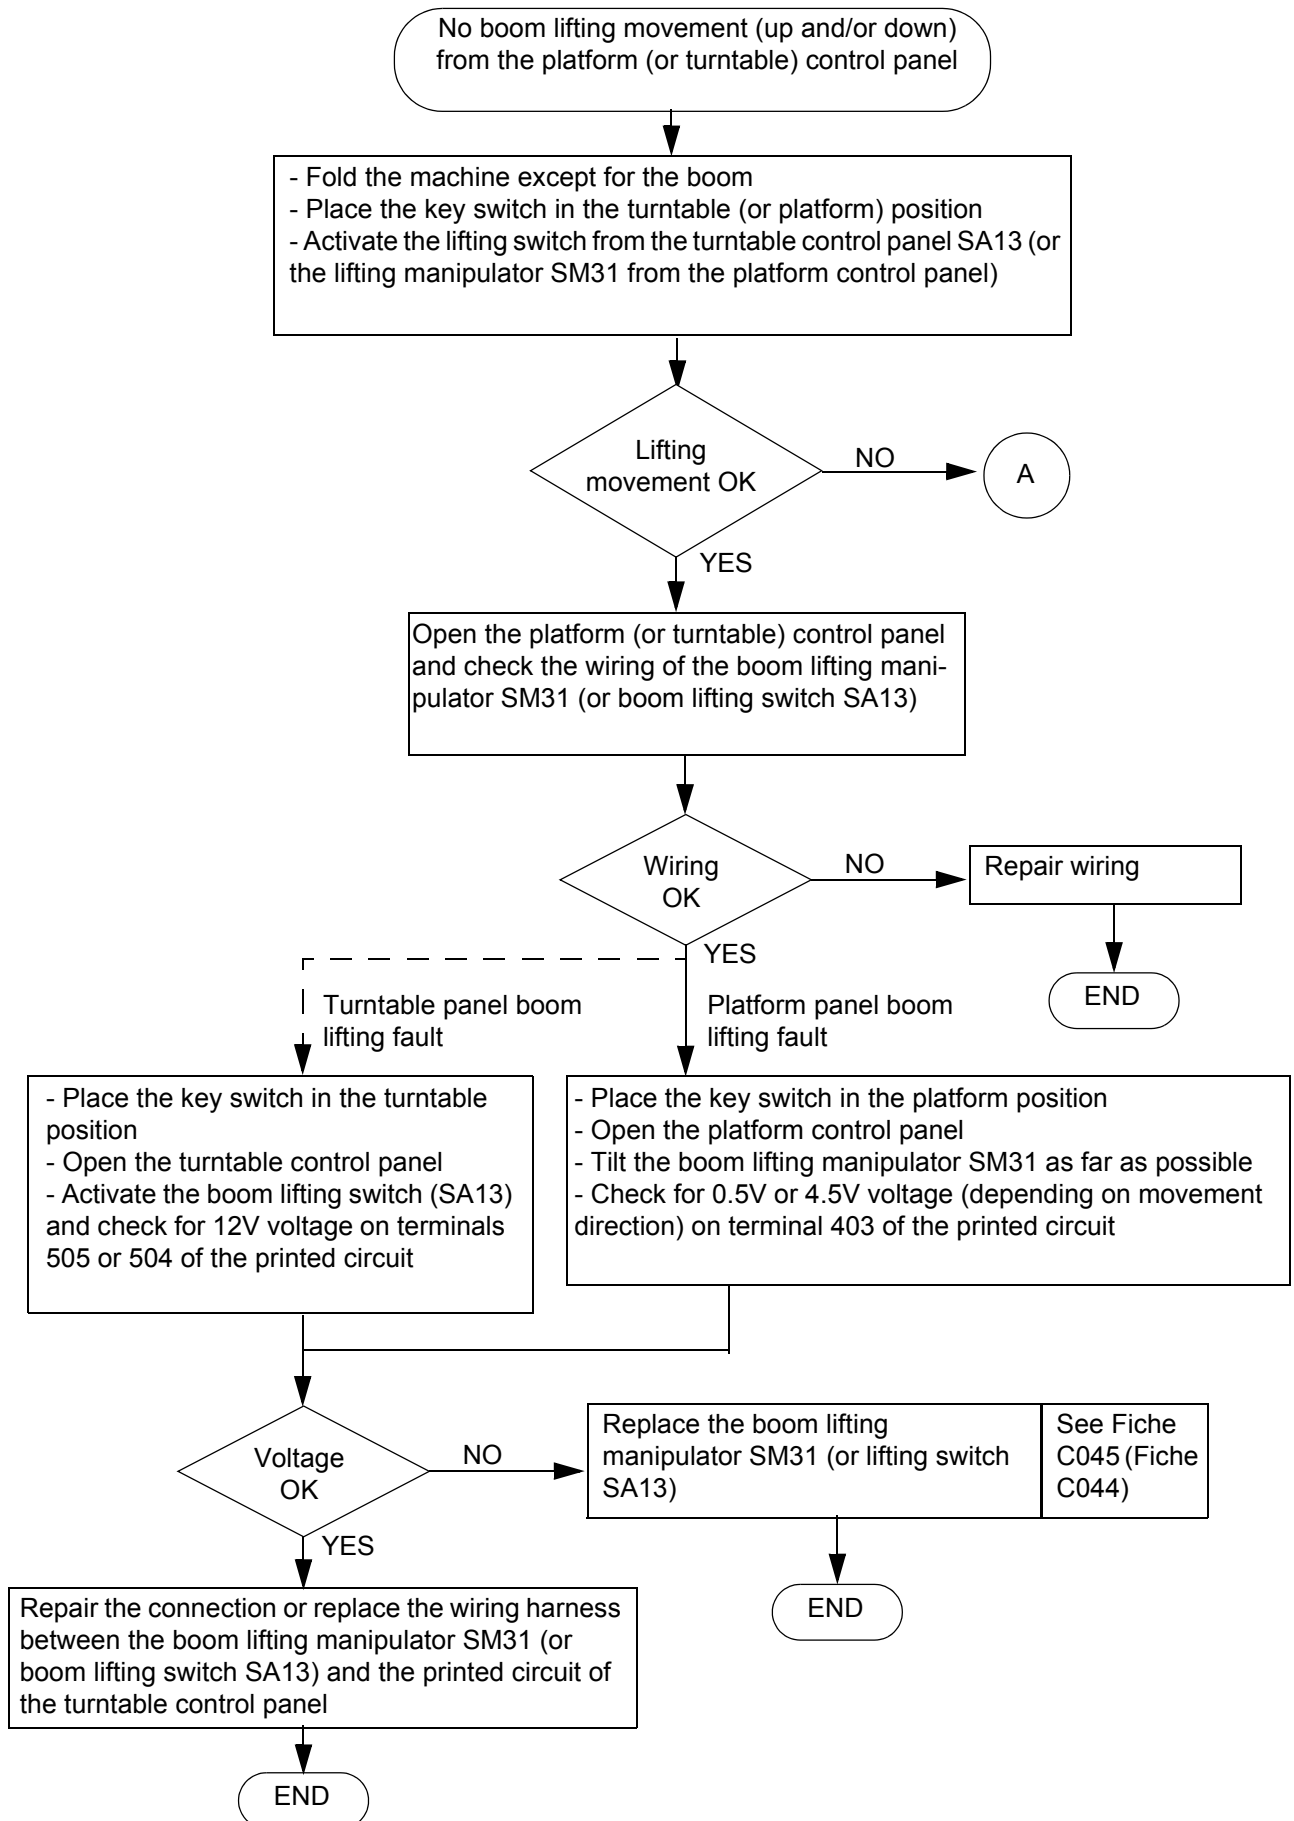 No boom lifting movement (up and/or down)
from the platform (or turntable) control panel
- Fold the machine except for the boom
- Place the key switch in the turntable (or platform) position
- Activate the lifting switch from the turntable control panel SA13 (or
the lifting manipulator SM31 from the platform control panel)
Lifting
movement OK
NO
A
YES
Open the platform (or turntable) control panel
and check the wiring of the boom lifting mani-
pulator SM31 (or boom lifting switch SA13)
Wiring
OK
NO
Repair wiring
END
YES
Turntable panel boom
lifting fault
Platform panel boom
lifting fault
- Place the key switch in the turntable
position
- Open the turntable control panel
- Activate the boom lifting switch (SA13)
and check for 12V voltage on terminals
505 or 504 of the printed circuit
- Place the key switch in the platform position
- Open the platform control panel
- Tilt the boom lifting manipulator SM31 as far as possible
- Check for 0.5V or 4.5V voltage (depending on movement
direction) on terminal 403 of the printed circuit
Voltage
OK
NO
Replace the boom lifting
manipulator SM31 (or lifting switch
SA13)
See Fiche
C045 (Fiche
C044)
END
YES
Repair the connection or replace the wiring harness
between the boom lifting manipulator SM31 (or
boom lifting switch SA13) and the printed circuit of
the turntable control panel
END